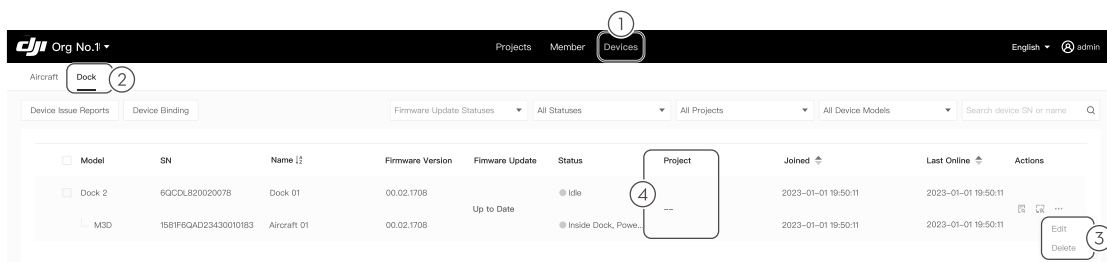 1
dji Org No.1 Projects Member Devices English admin
Aircraft Dock 2
Device Issue Reports Device Binding Firmware Update Statuses All Statuses All Projects All Device Models Search device SN or name
Model SN Name Firmware Version Fimware Update Status Project Joined Last Online Actions
Dock 2 6QCDL820020078 Dock 01 00.02.1708 Idle 2023-01-01 19:50:11 2023-01-01 19:50:11
4
Up to Date --- ...
M3D 1581F6QAD23430010183 Aircraft 01 00.02.1708 Inside Dock, Powe... 2023-01-01 19:50:11 2023-01-01 19:50:11
Edit
3
Delete